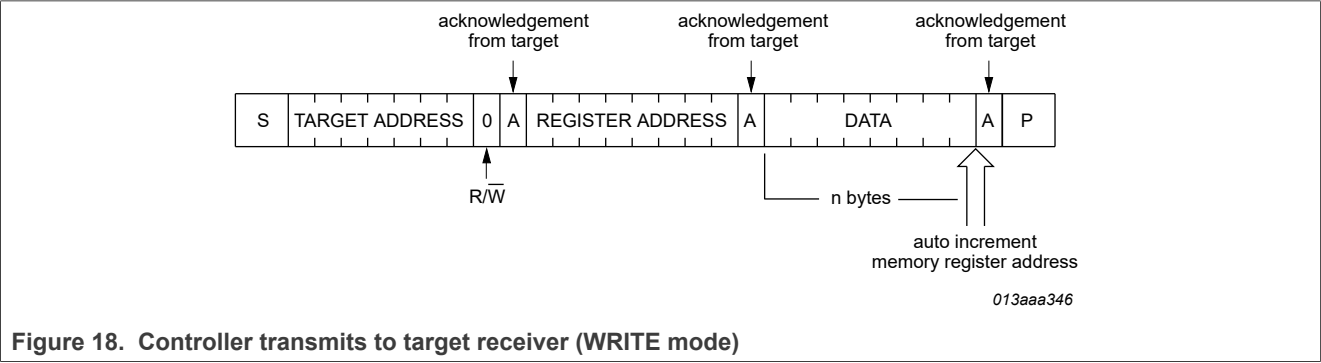 acknowledgement acknowledgement acknowledgement
from target from target from target
S TARGET ADDRESS 0 A REGISTER ADDRESS A DATA A P
R/W̅
n bytes
auto increment
memory register address
013aaa346
Figure 18. Controller transmits to target receiver (WRITE mode)